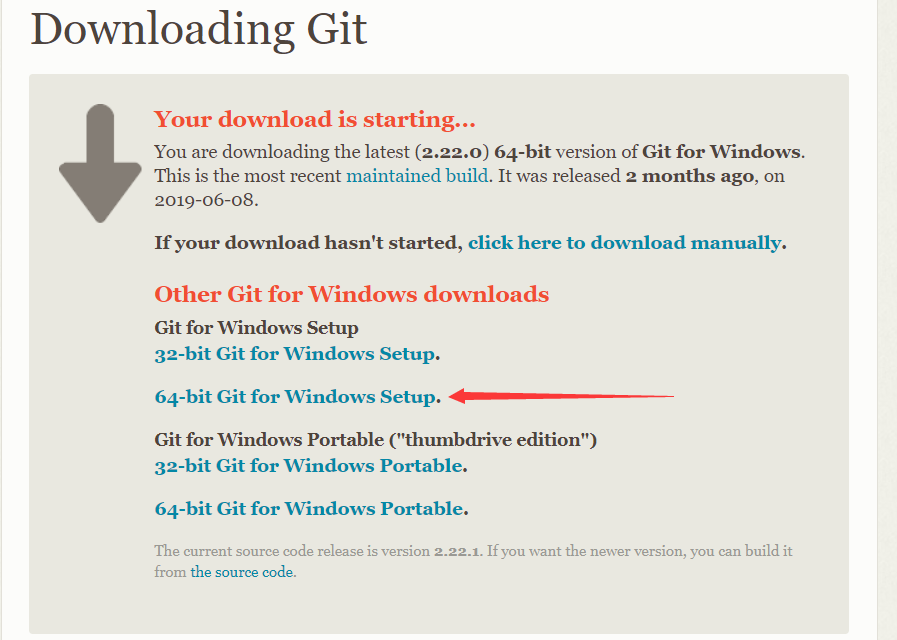 Downloading Git
Your download is starting...
You are downloading the latest (2.22.0) 64-bit version of Git for Windows.
This is the most recent maintained build. It was released 2 months ago, on
2019-06-08.
If your download hasn't started, click here to download manually.
Other Git for Windows downloads
Git for Windows Setup
32-bit Git for Windows Setup.
64-bit Git for Windows Setup.
Git for Windows Portable ("thumbdrive edition")
32-bit Git for Windows Portable.
64-bit Git for Windows Portable.
The current source code release is version 2.22.1. If you want the newer version, you can build it
from the source code.